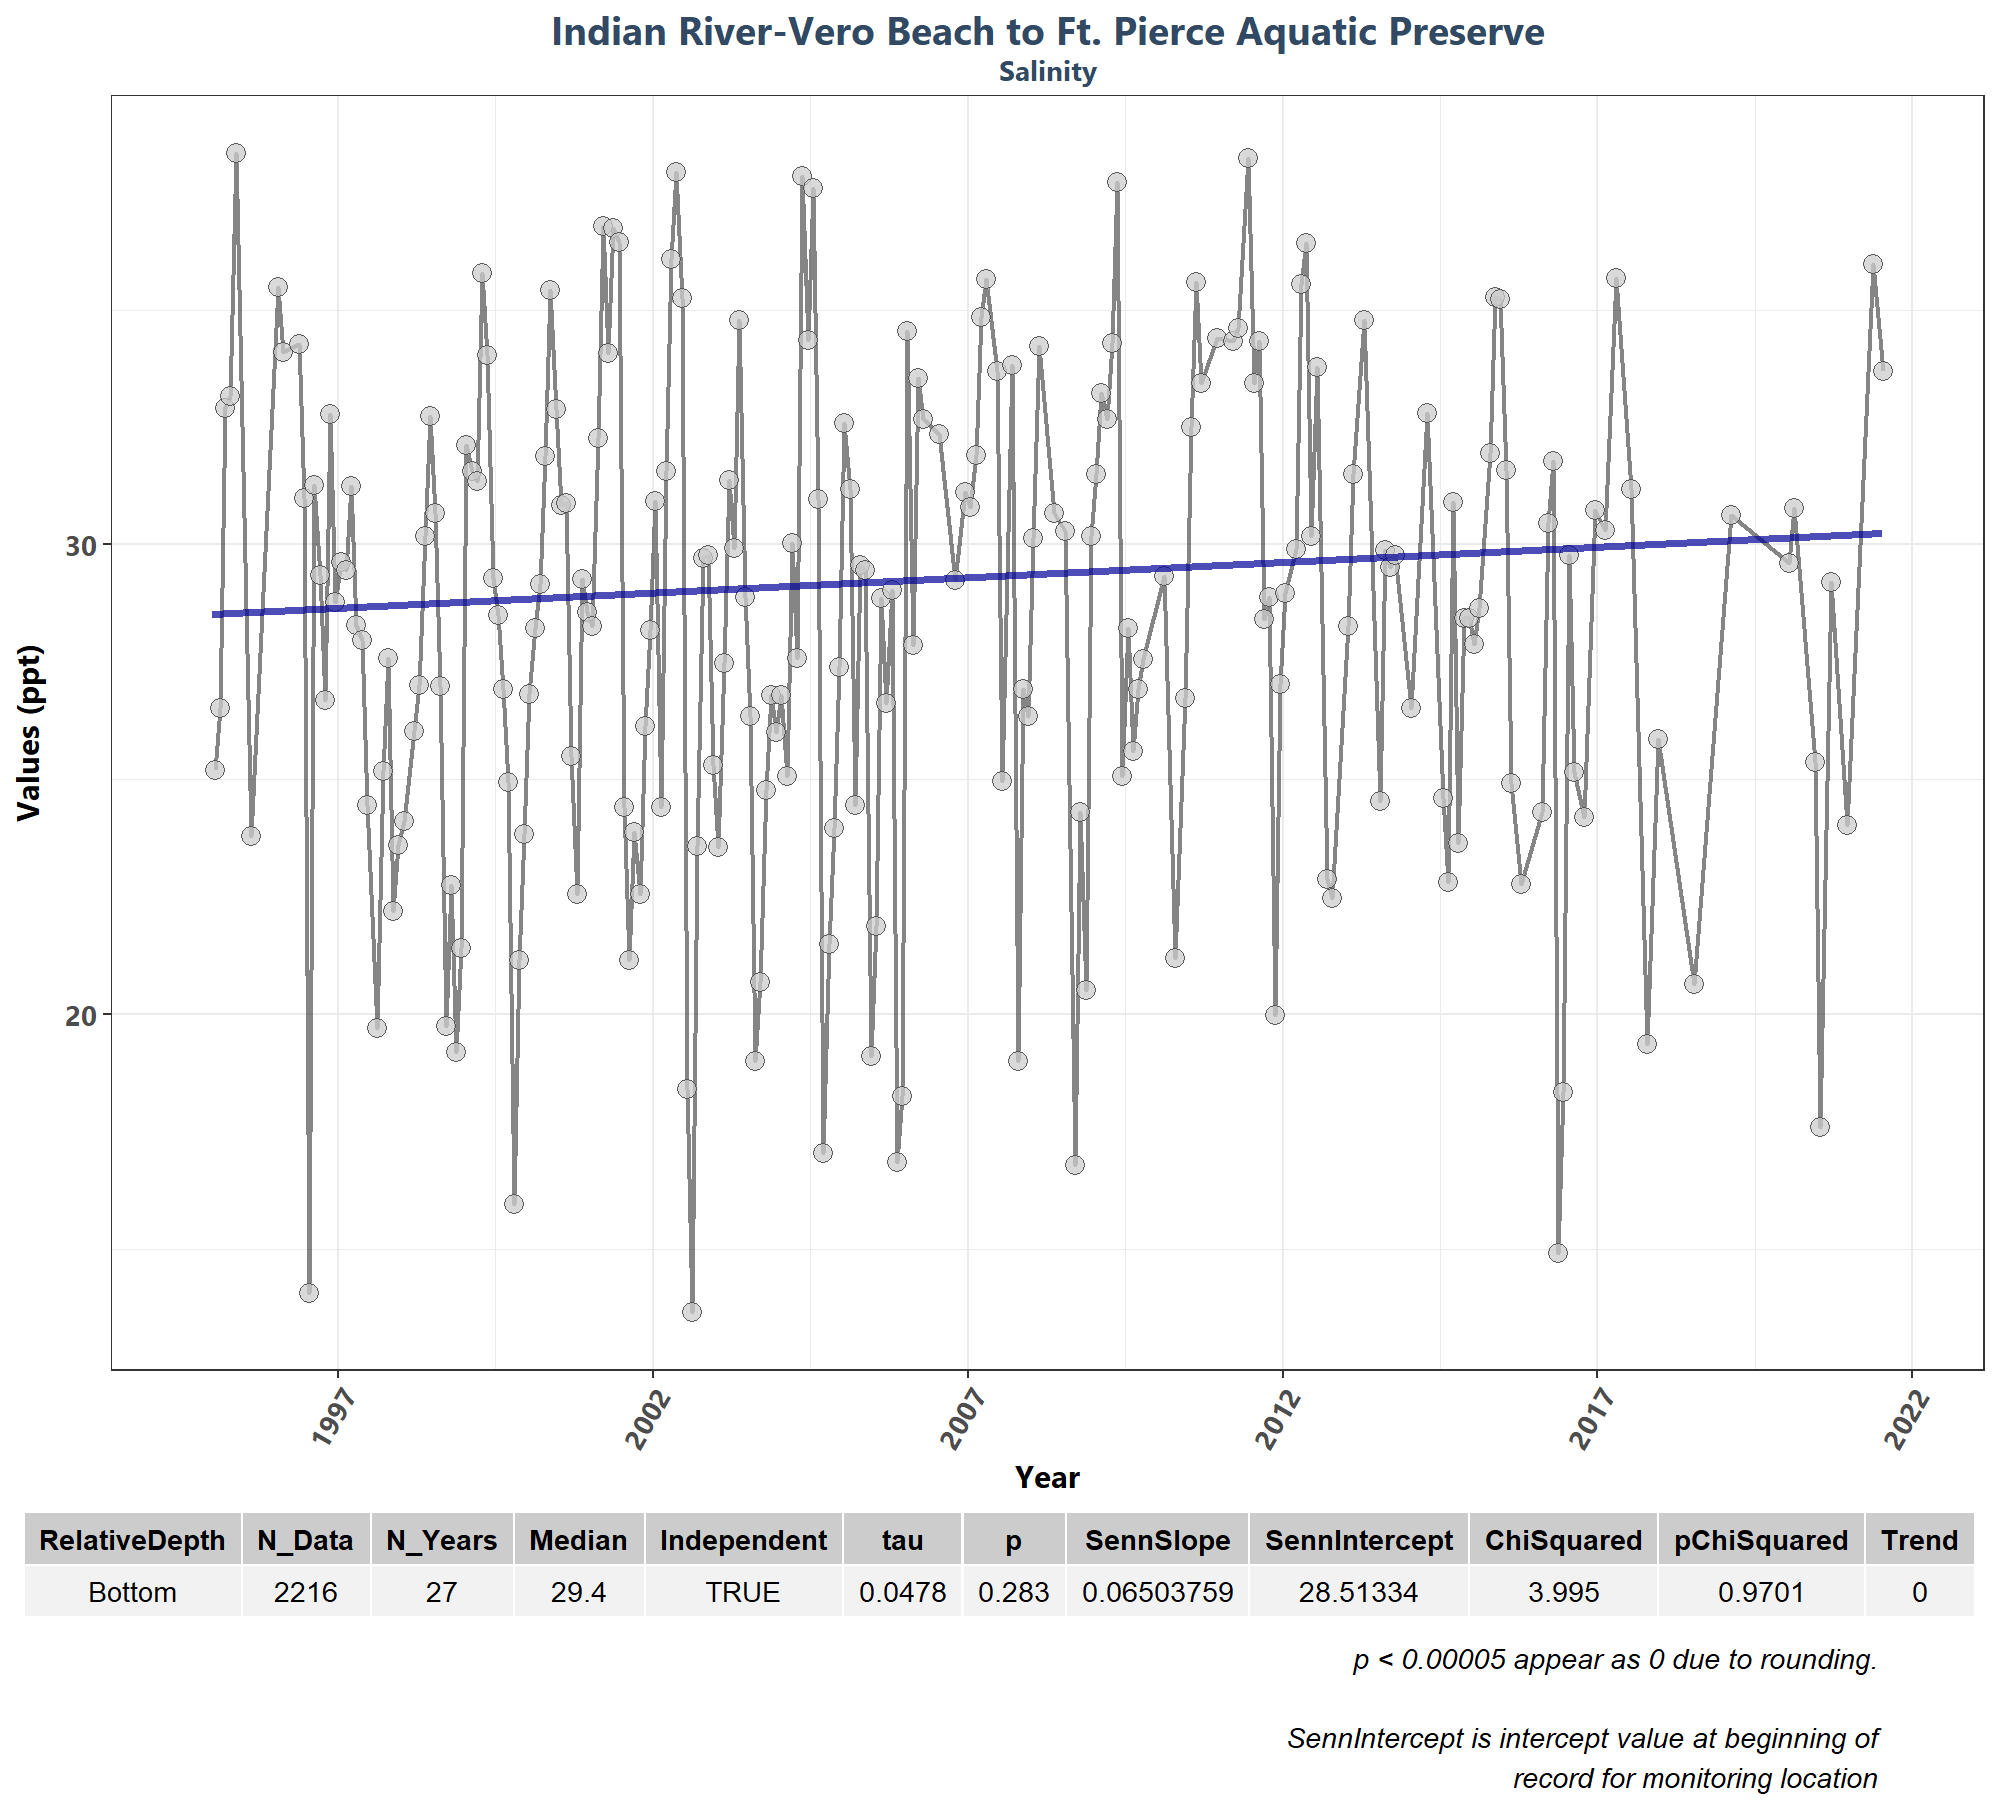 Indian River-Vero Beach to Ft. Pierce Aquatic Preserve
Salinity
Values (ppt)
30
20
1997 2002 2007 2012 2017 2022
Year
RelativeDepth N_Data N_Years Median Independent tau p SennSlope SennIntercept ChiSquared pChiSquared Trend
Bottom 2216 27 29.4 TRUE 0.0478 0.283 0.06503759 28.51334 3.995 0.9701 0
p < 0.00005 appear as 0 due to rounding.
SennIntercept is intercept value at beginning of
record for monitoring location